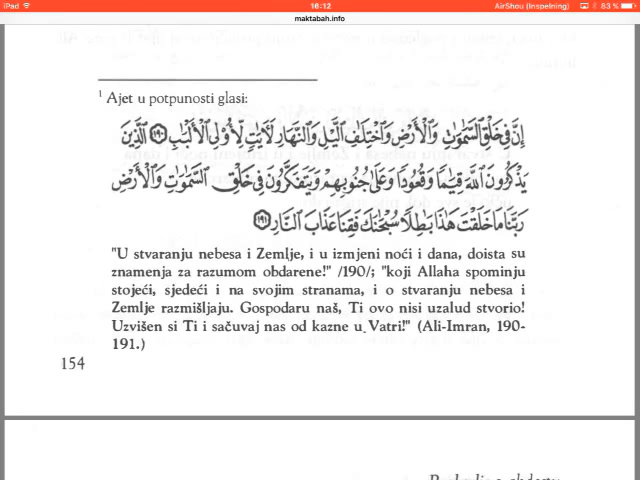 iPad 16:12 AirShou (Inspelning) 83 %
maktabah.info
¹ Ajet u potpunosti glasi:
إِنَّ فِي خَلْقِ السَّمَٰوَٰتِ وَالْأَرْضِ وَاخْتِلَٰفِ الَّيْلِ وَالنَّهَارِ لَأَيَٰتٍ لِّأُو۟لِي الْأَلْبَٰبِ ١٩٠ الَّذِينَ
يَذْكُرُونَ اللَّهَ قِيَٰمًا وَقُعُودًا وَعَلَىٰ جُنُوبِهِمْ وَيَتَفَكَّرُونَ فِي خَلْقِ السَّمَٰوَٰتِ وَالْأَرْضِ
رَبَّنَا مَا خَلَقْتَ هَٰذَا بَٰطِلًا سُبْحَٰنَكَ فَقِنَا عَذَابَ النَّارِ ١٩١
"U stvaranju nebesa i Zemlje, i u izmjeni noći i dana, doista su
znamenja za razumom obdarene!" /190/; "koji Allaha spominju
stojeći, sjedeći i na svojim stranama, i o stvaranju nebesa i
Zemlje razmišljaju. Gospodaru naš, Ti ovo nisi uzalud stvorio!
Uzvišen si Ti i sačuvaj nas od kazne u Vatri!" (Ali-Imran, 190-
191.)
154